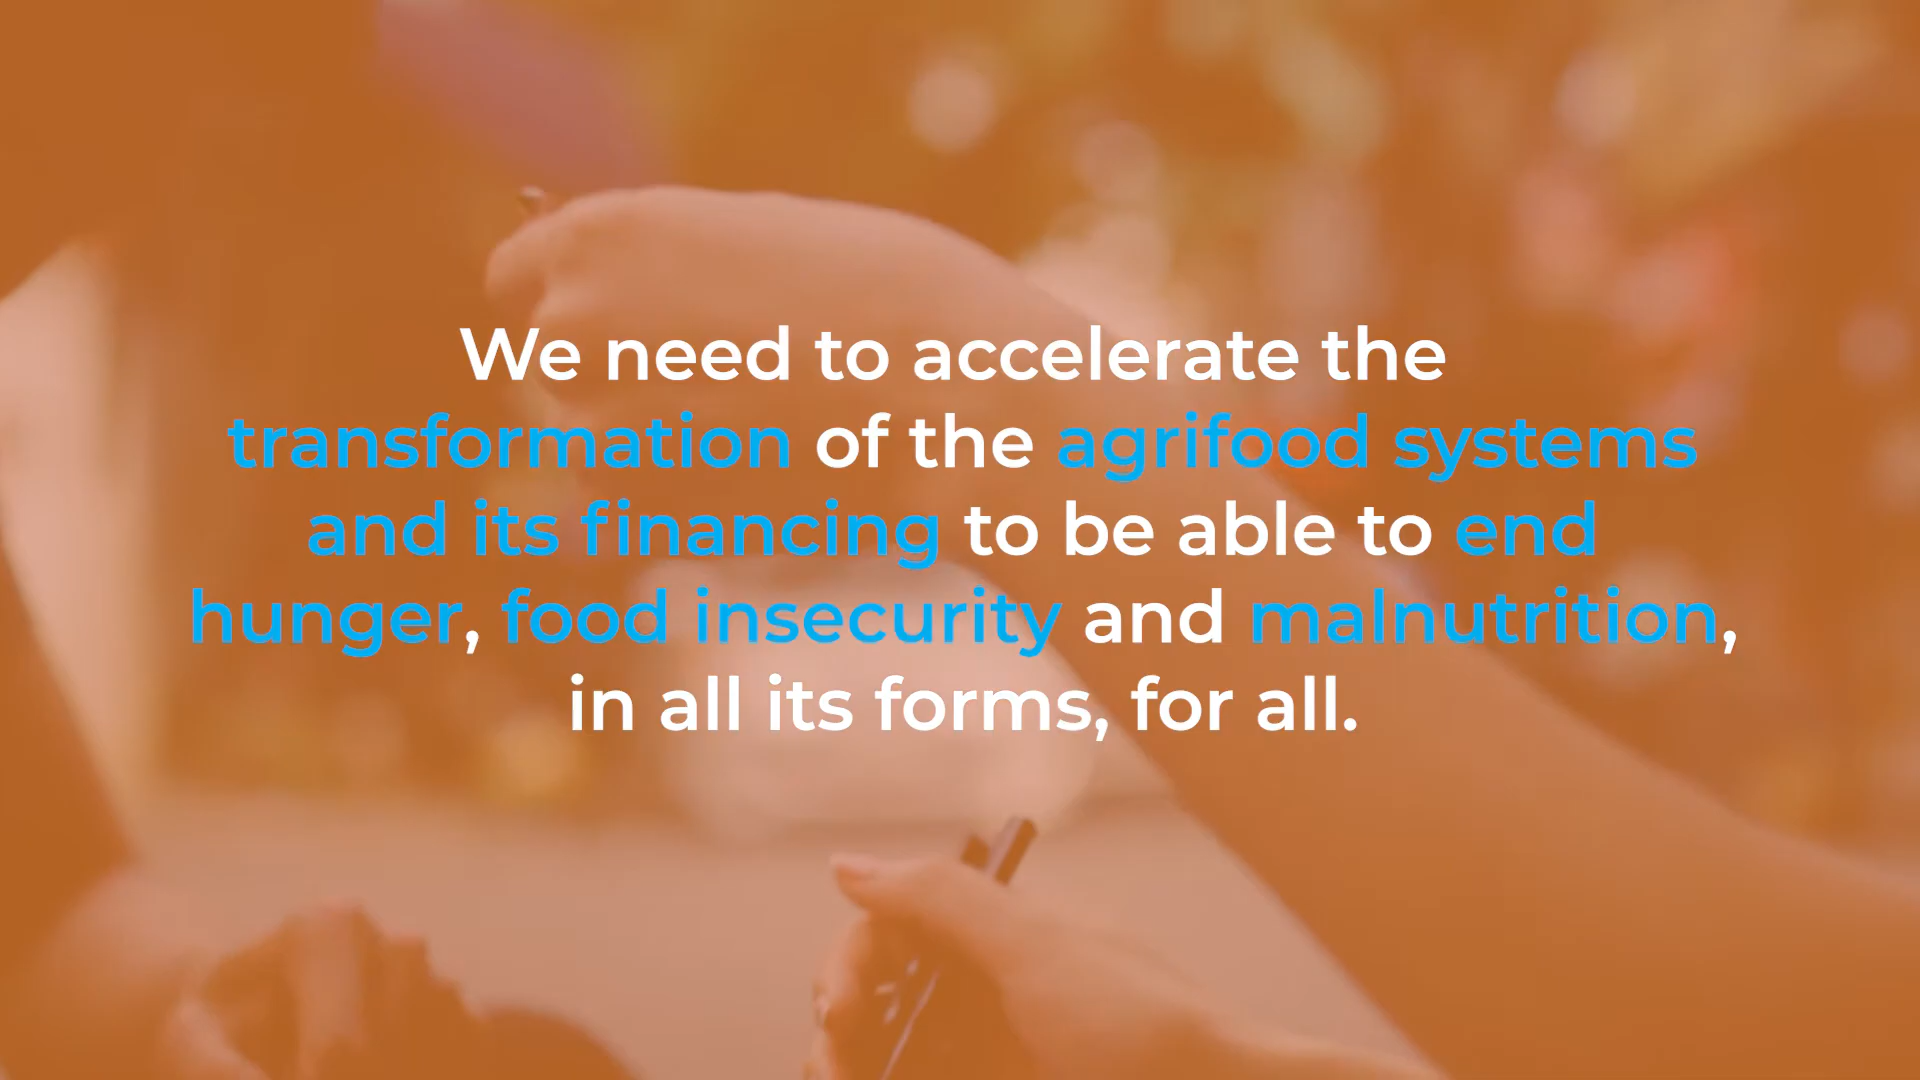 We need to accelerate the
transformation of the agrifood systems
and its financing to be able to end
hunger, food insecurity and malnutrition,
in all its forms, for all.